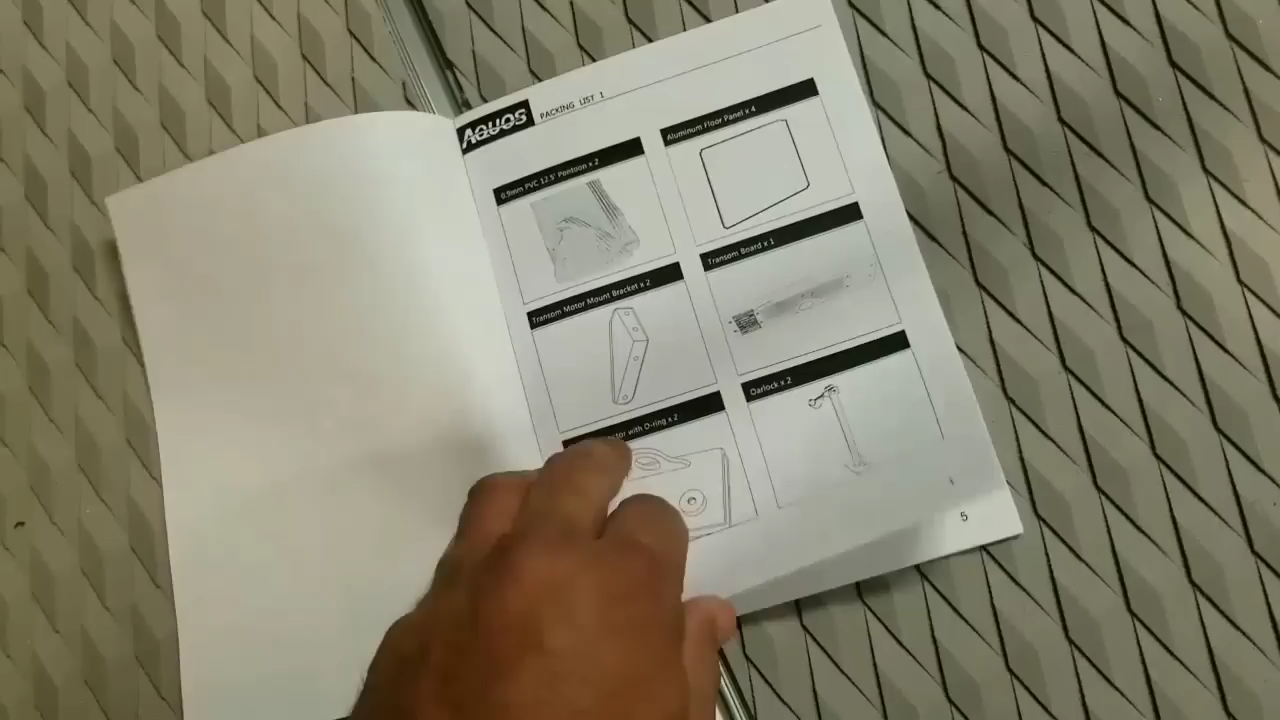 AQUOS PACKING LIST 1
0.9mm PVC 12.5' Pontoon x 2
Aluminum Floor Panel x 4
Transom Motor Mount Bracket x 2
Transom Board x 1
with O-ring x 2
Oarlock x 2
5